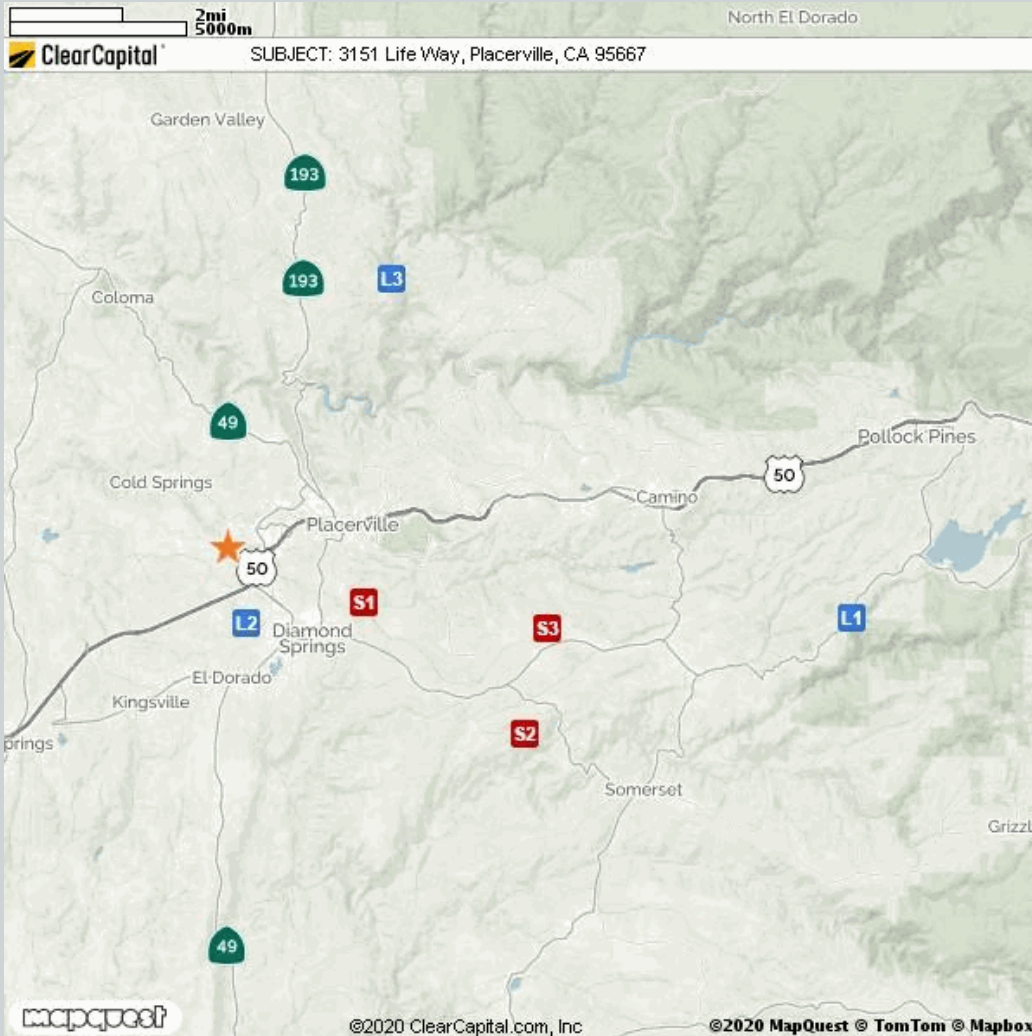 2mi
5000m
North El Dorado
ClearCapital
SUBJECT: 3151 Life Way, Placerville, CA 95667
Garden Valley
193
193
L3
Coloma
49
Pollock Pines
50
Cold Springs
Camino
Placerville
50
S1
L1
L2
S3
Diamond
Springs
El Dorado
Kingsville
S2
prings
Somerset
Grizzl
49
mapquest
©2020 ClearCapital.com, Inc
©2020 MapQuest © TomTom © Mapbox